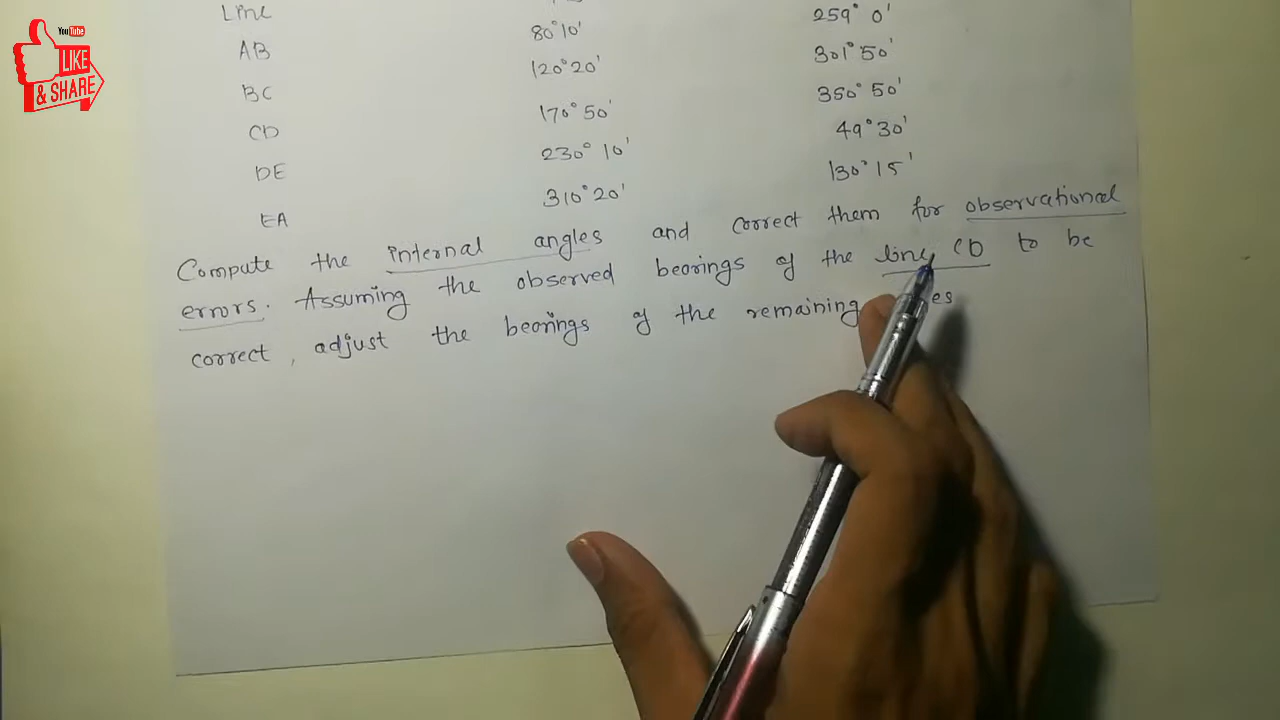 YouTube
LIKE
& SHARE
Line
AB 80°10' 259° 0'
BC 120°20' 301°50'
CD 170°50' 350°50'
DE 230°10' 49°30'
EA 310°20' 130°15'
Compute the internal angles and correct them for observational
errors. Assuming the observed bearings of the line CD to be
correct, adjust the bearings of the remaining